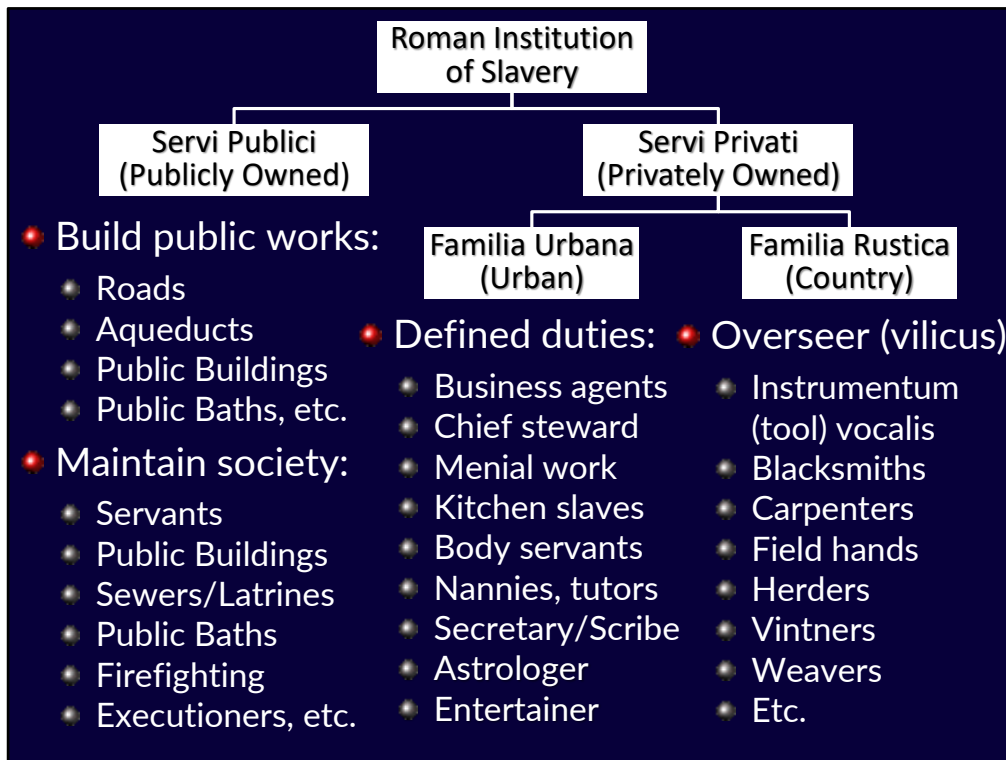 Roman Institution
of Slavery
Servi Publici
(Publicly Owned)
Servi Privati
(Privately Owned)
Build public works:
Roads
Aqueducts
Public Buildings
Public Baths, etc.
Maintain society:
Servants
Public Buildings
Sewers/Latrines
Public Baths
Firefighting
Executioners, etc.
Familia Urbana
(Urban)
Defined duties:
Business agents
Chief steward
Menial work
Kitchen slaves
Body servants
Nannies, tutors
Secretary/Scribe
Astrologer
Entertainer
Familia Rustica
(Country)
Overseer (vilicus)
Instrumentum
(tool) vocalis
Blacksmiths
Carpenters
Field hands
Herders
Vintners
Weavers
Etc.